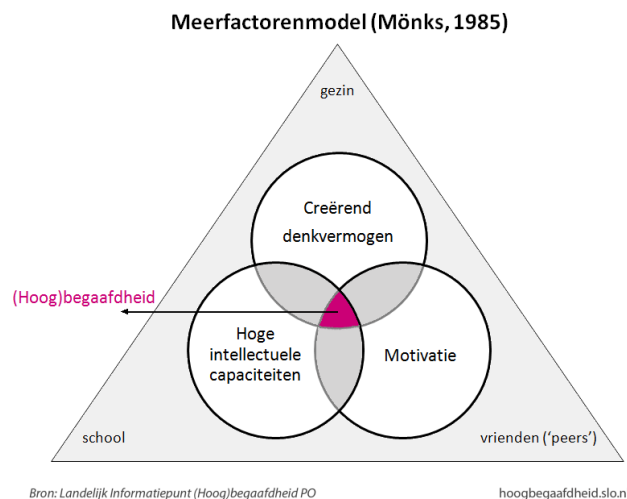 Meerfactorenmodel (Mönks, 1985)
gezin
Creërend
denkvermogen
(Hoog)begaafdheid
Hoge
intellectuele
capaciteiten
Motivatie
school
vrienden (‘peers’)
Bron: Landelijk Informatiepunt (Hoog)begaafdheid PO
hoogbegaafdheid.slo.n